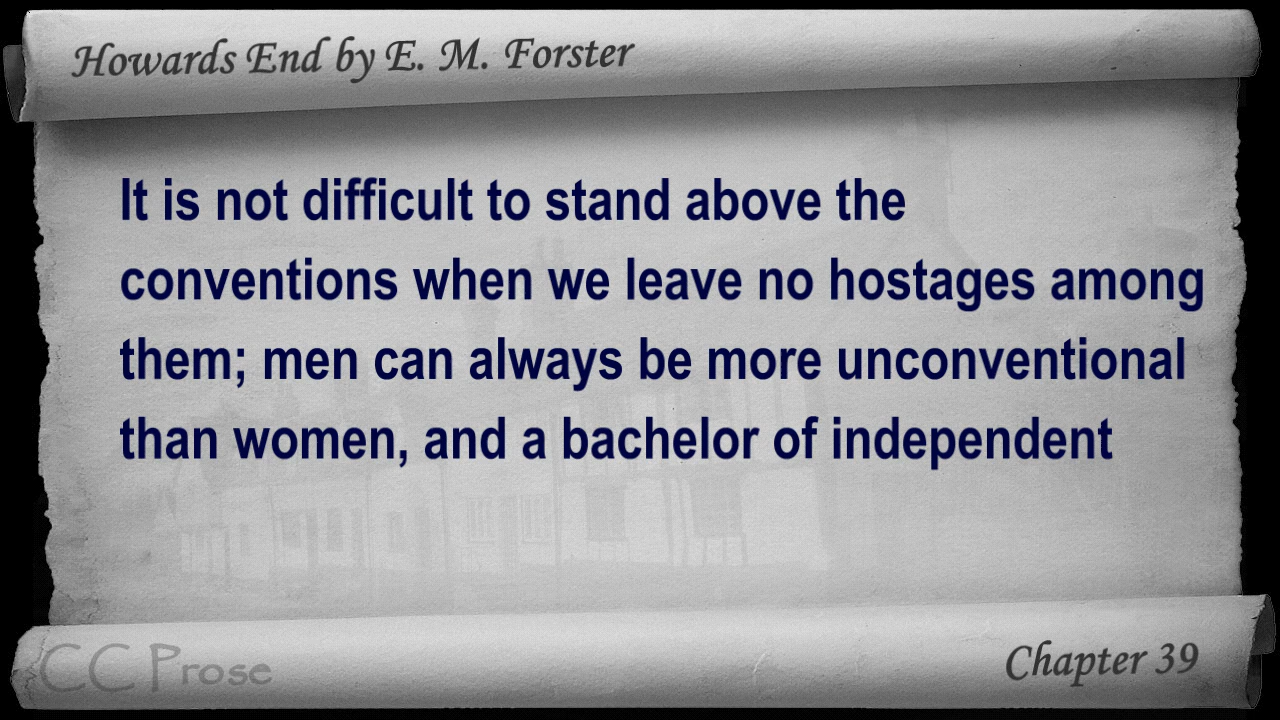 Howards End by E. M. Forster
It is not difficult to stand above the
conventions when we leave no hostages among
them; men can always be more unconventional
than women, and a bachelor of independent
CC Prose
Chapter 39